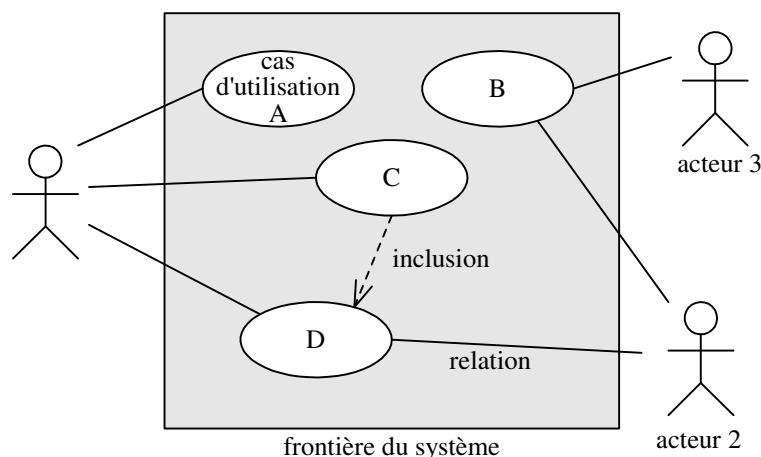 cas
d'utilisation
A
B
acteur 3
C
inclusion
D
relation
acteur 2
frontière du système